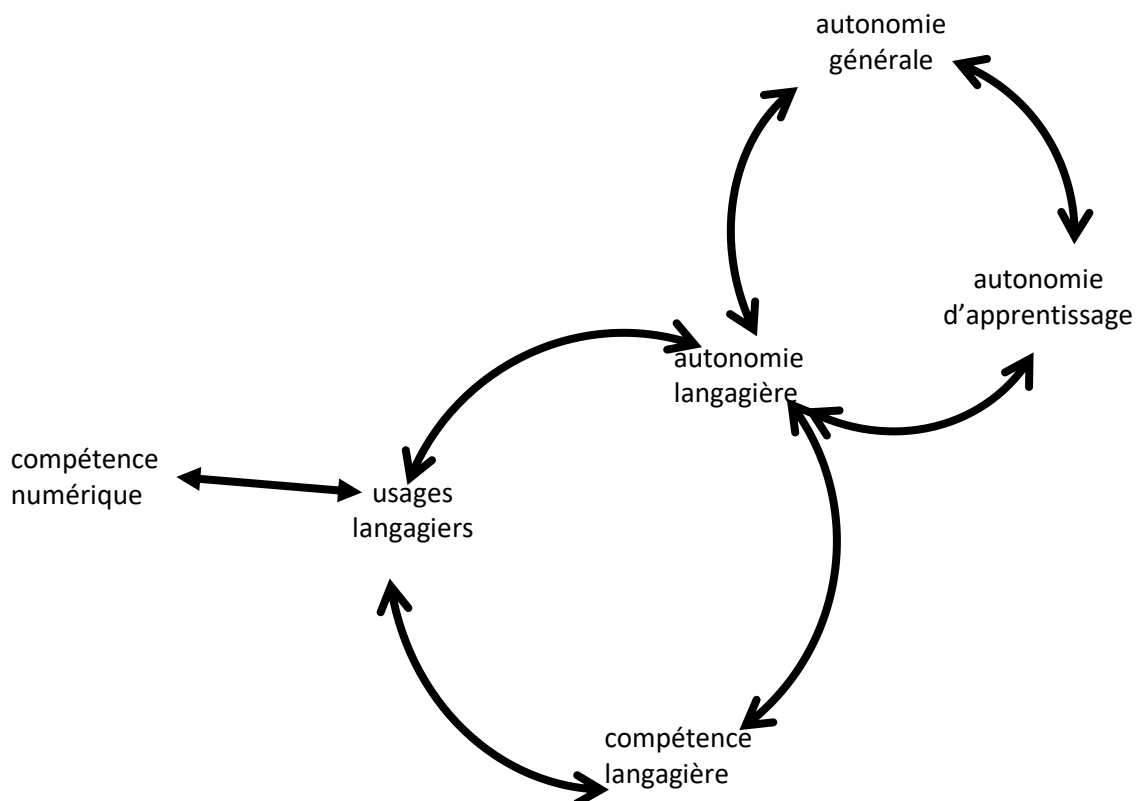 autonomie
générale
autonomie
d’apprentissage
autonomie
langagière
compétence
numérique
usages
langagiers
compétence
langagière